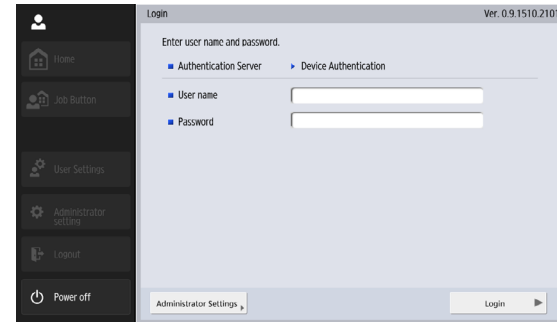 Login
Ver. 0.9.1510.2101
Home
Job Button
User Settings
Administrator
setting
Logout
Power off
Enter user name and password.
Authentication Server
Device Authentication
User name
Password
Administrator Settings
Login